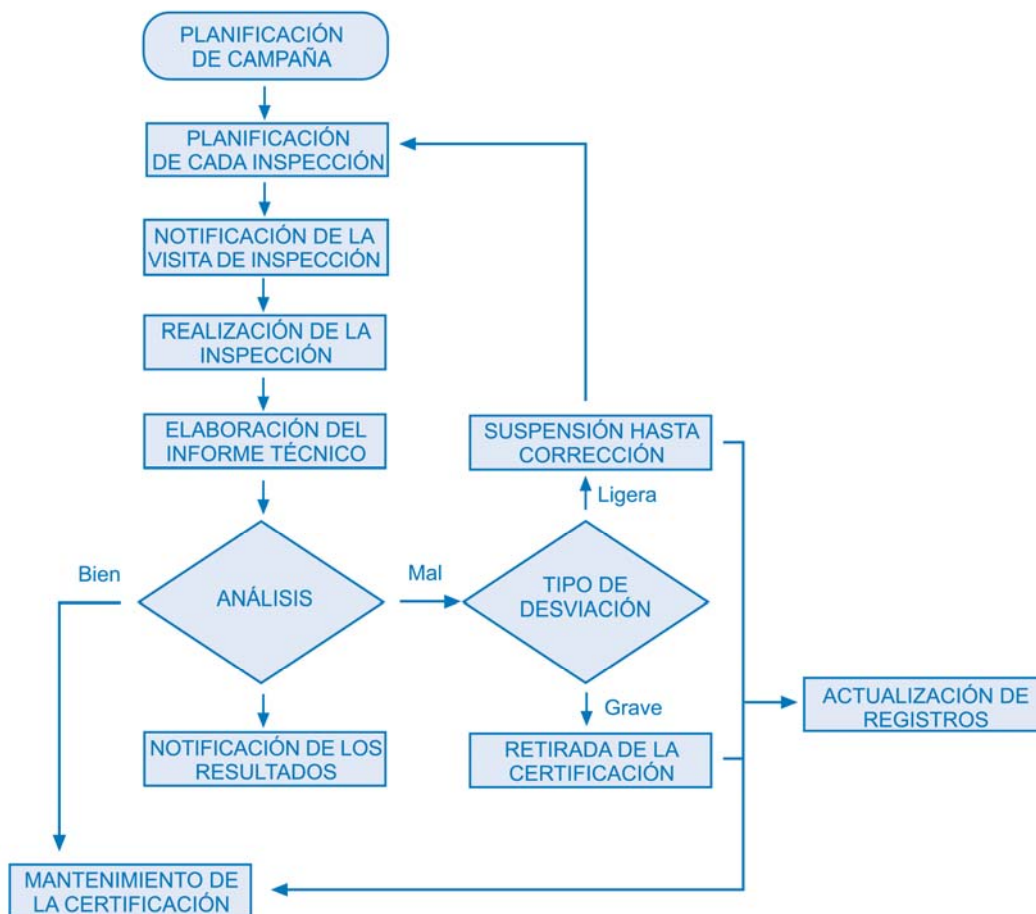 PLANIFICACIÓN
DE CAMPAÑA
PLANIFICACIÓN
DE CADA INSPECCIÓN
NOTIFICACIÓN DE LA
VISITA DE INSPECCIÓN
REALIZACIÓN DE LA
INSPECCIÓN
ELABORACIÓN DEL
INFORME TÉCNICO
SUSPENSIÓN HASTA
CORRECCIÓN
Ligera
Bien
ANÁLISIS
Mal
TIPO DE
DESVIACIÓN
Grave
ACTUALIZACIÓN DE
REGISTROS
NOTIFICACIÓN DE LOS
RESULTADOS
RETIRADA DE LA
CERTIFICACIÓN
MANTENIMIENTO DE
LA CERTIFICACIÓN